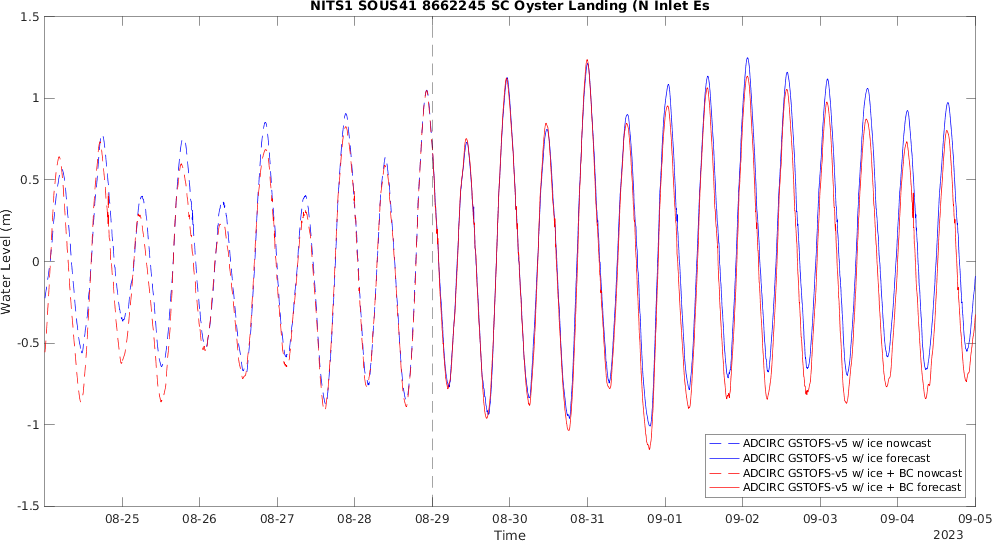 NITS1 SOUS41 8662245 SC Oyster Landing (N Inlet Es
Water Level (m)
1.5
1
0.5
0
-0.5
-1
-1.5
ADCIRC GSTOFS-v5 w/ ice nowcast
ADCIRC GSTOFS-v5 w/ ice forecast
ADCIRC GSTOFS-v5 w/ ice + BC nowcast
ADCIRC GSTOFS-v5 w/ ice + BC forecast
08-25 08-26 08-27 08-28 08-29 08-30 08-31 09-01 09-02 09-03 09-04 09-05
Time
2023